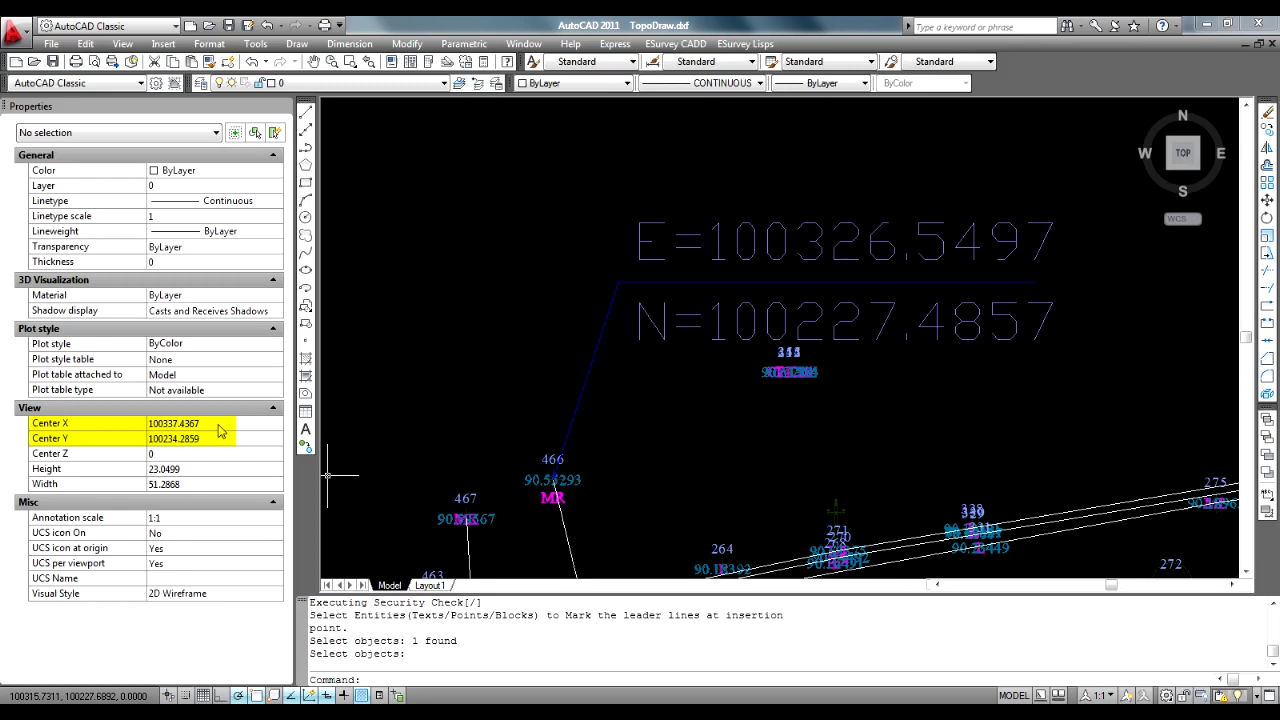 AutoCAD Classic
AutoCAD 2011 TopoDraw.dxf
Type a keyword or phrase
File Edit View Insert Format Tools Draw Dimension Modify Parametric Window Help Express ESurvey CADD ESurvey Lisps
Standard Standard Standard Standard
AutoCAD Classic 0 ByLayer CONTINUOUS ByLayer ByColor
Properties
No selection
General
Color ByLayer
Layer 0
Linetype Continuous
Linetype scale 1
Lineweight ByLayer
Transparency ByLayer
Thickness 0
3D Visualization
Material ByLayer
Shadow display Casts and Receives Shadows
Plot style
Plot style ByColor
Plot style table None
Plot table attached to Model
Plot table type Not available
View
Center X 100337.4367
Center Y 100234.2859
Center Z 0
Height 23.0499
Width 51.2868
Misc
Annotation scale 1:1
UCS icon On No
UCS icon at origin Yes
UCS per viewport Yes
UCS Name
Visual Style 2D Wireframe
N
W TOP E
S
WCS
E=100326.5497
N=100227.4857
466
90.55293
MR
467
463
264
271
275
272
Model Layout1
Executing Security Check[/]
Select Entities(Texts/Points/Blocks) to Mark the leader lines at insertion
point.
Select objects: 1 found
Select objects:
Command:
100315.7311, 100227.6892, 0.0000
MODEL 1:1